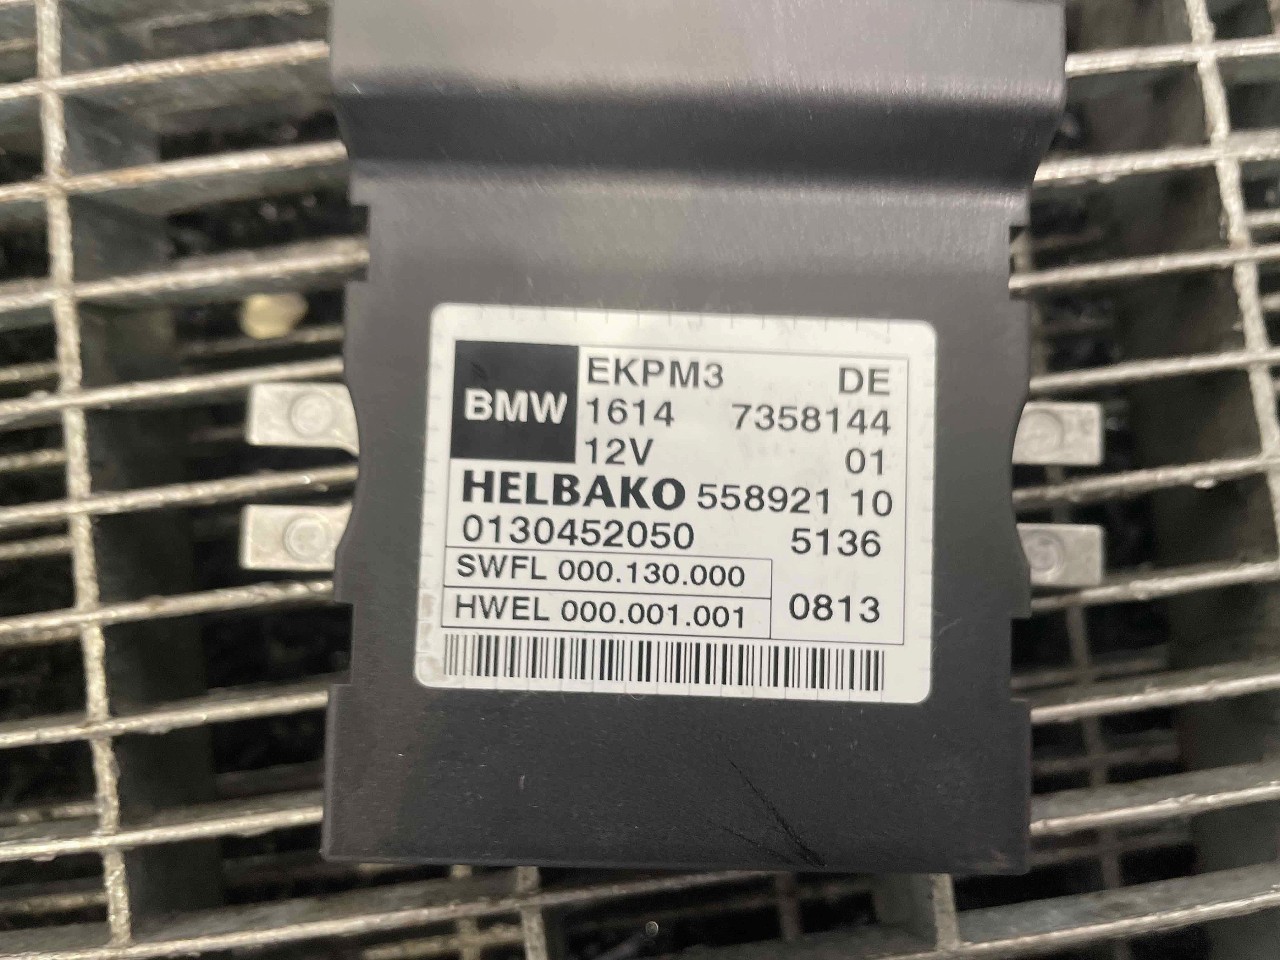 BMW
EKPM3 DE
1614 7358144
12V 01
HELBAKO 558921 10
0130452050 5136
SWFL 000.130.000
HWEL 000.001.001 0813